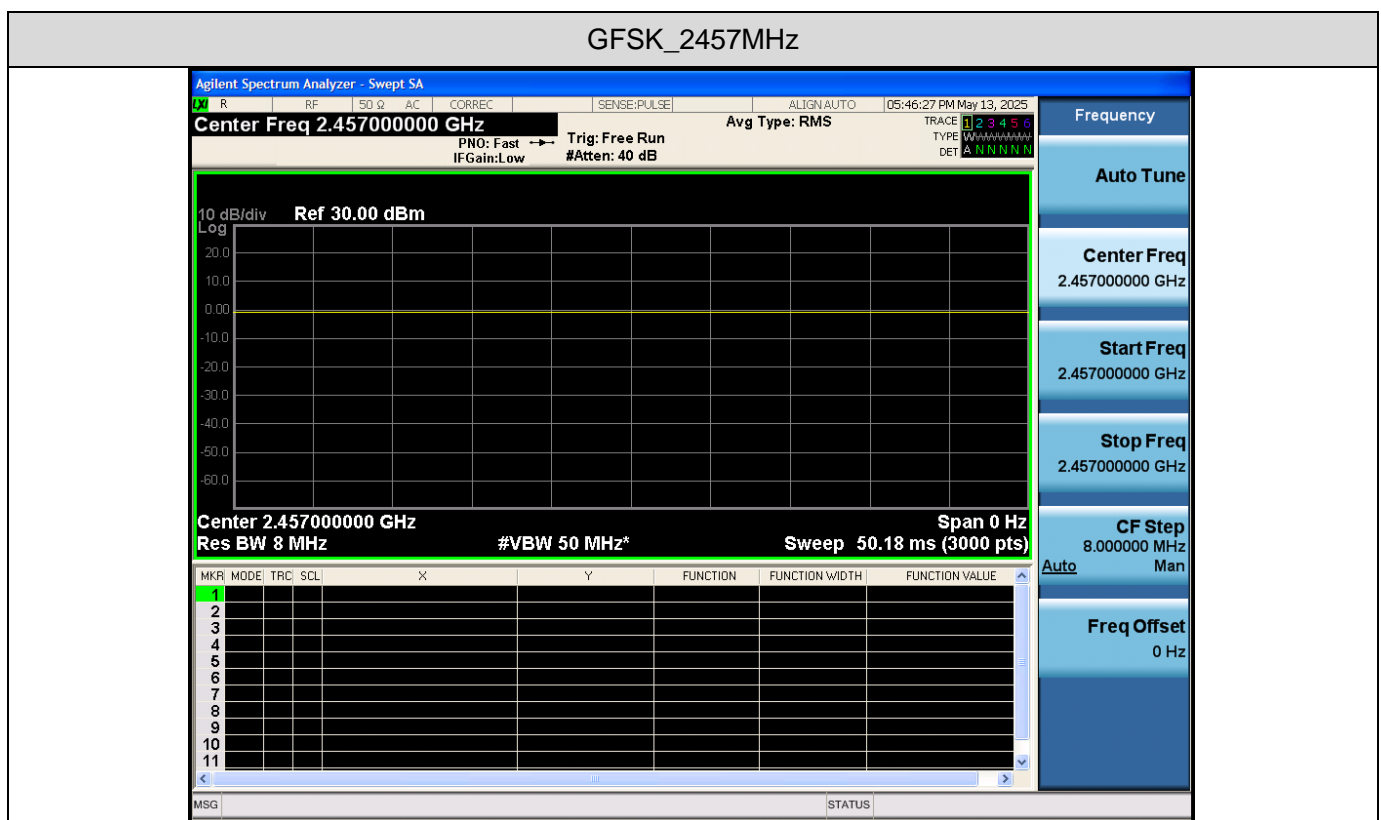 GFSK_2457MHz
Agilent Spectrum Analyzer - Swept SA
LXI R RF 50 Ω AC CORREC SENSE:PULSE ALIGN AUTO 05:46:27 PM May 13, 2025
Center Freq 2.457000000 GHz
PNO: Fast
IFGain:Low
Trig: Free Run
#Atten: 40 dB
Avg Type: RMS
TRACE 1 2 3 4 5 6
TYPE
DET A N N N N N
10 dB/div Ref 30.00 dBm
Log
20.0
10.0
0.00
-10.0
-20.0
-30.0
-40.0
-50.0
-60.0
Center 2.457000000 GHz Span 0 Hz
Res BW 8 MHz #VBW 50 MHz* Sweep 50.18 ms (3000 pts)
MKR MODE TRC SCL X Y FUNCTION FUNCTION WIDTH FUNCTION VALUE
1
2
3
4
5
6
7
8
9
10
11
MSG STATUS
Frequency
Auto Tune
Center Freq
2.457000000 GHz
Start Freq
2.457000000 GHz
Stop Freq
2.457000000 GHz
CF Step
8.000000 MHz
Auto Man
Freq Offset
0 Hz